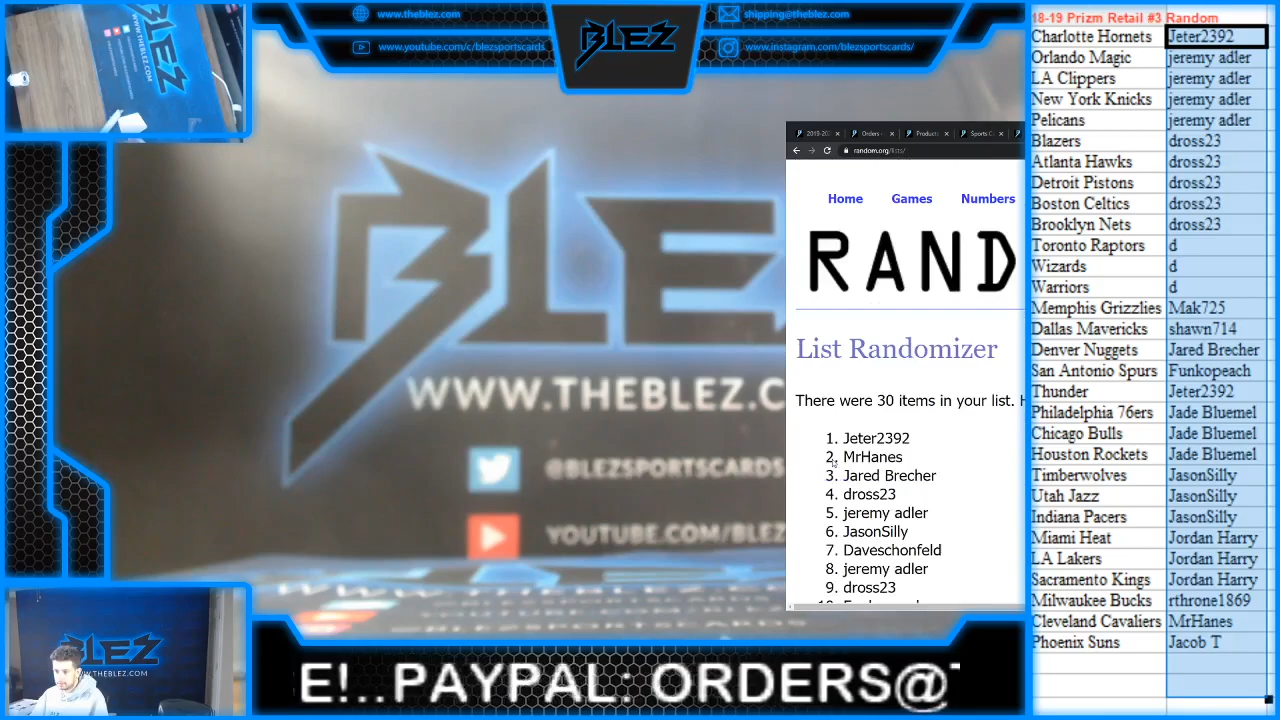 www.theblez.com
shipping@theblez.com
www.youtube.com/c/blezsportscards
www.instagram.com/blezsportscards/
BLEZ
WWW.THEBLEZ.C
@BLEZSPORTSCARDS
YOUTUBE.COM/BLEZ
random.org/lists/
Home Games Numbers
RAND
List Randomizer
There were 30 items in your list. H
1. Jeter2392
2. MrHanes
3. Jared Brecher
4. dross23
5. jeremy adler
6. JasonSilly
7. Daveschonfeld
8. jeremy adler
9. dross23
E!..PAYPAL: ORDERS@
18-19 Prizm Retail #3 Random
Charlotte Hornets Jeter2392
Orlando Magic jeremy adler
LA Clippers jeremy adler
New York Knicks jeremy adler
Pelicans jeremy adler
Blazers dross23
Atlanta Hawks dross23
Detroit Pistons dross23
Boston Celtics dross23
Brooklyn Nets dross23
Toronto Raptors d
Wizards d
Warriors d
Memphis Grizzlies Mak725
Dallas Mavericks shawn714
Denver Nuggets Jared Brecher
San Antonio Spurs Funkopeach
Thunder Jeter2392
Philadelphia 76ers Jade Bluemel
Chicago Bulls Jade Bluemel
Houston Rockets Jade Bluemel
Timberwolves JasonSilly
Utah Jazz JasonSilly
Indiana Pacers JasonSilly
Miami Heat Jordan Harry
LA Lakers Jordan Harry
Sacramento Kings Jordan Harry
Milwaukee Bucks rthrone1869
Cleveland Cavaliers MrHanes
Phoenix Suns Jacob T